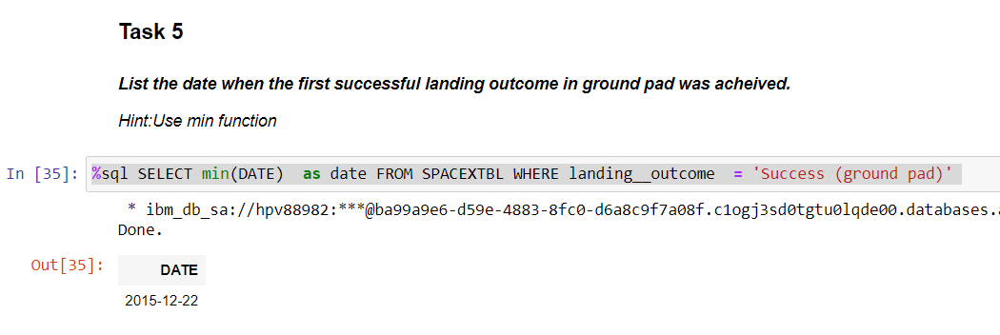 Task 5
List the date when the first successful landing outcome in ground pad was acheived.
Hint:Use min function
In [35]: %sql SELECT min(DATE)  as date FROM SPACEXTBL WHERE landing__outcome  = 'Success (ground pad)'
* ibm_db_sa://hpv88982:***@ba99a9e6-d59e-4883-8fc0-d6a8c9f7a08f.c1ogj3sd0tgtu0lqde00.databases.a
Done.
Out[35]: DATE
2015-12-22